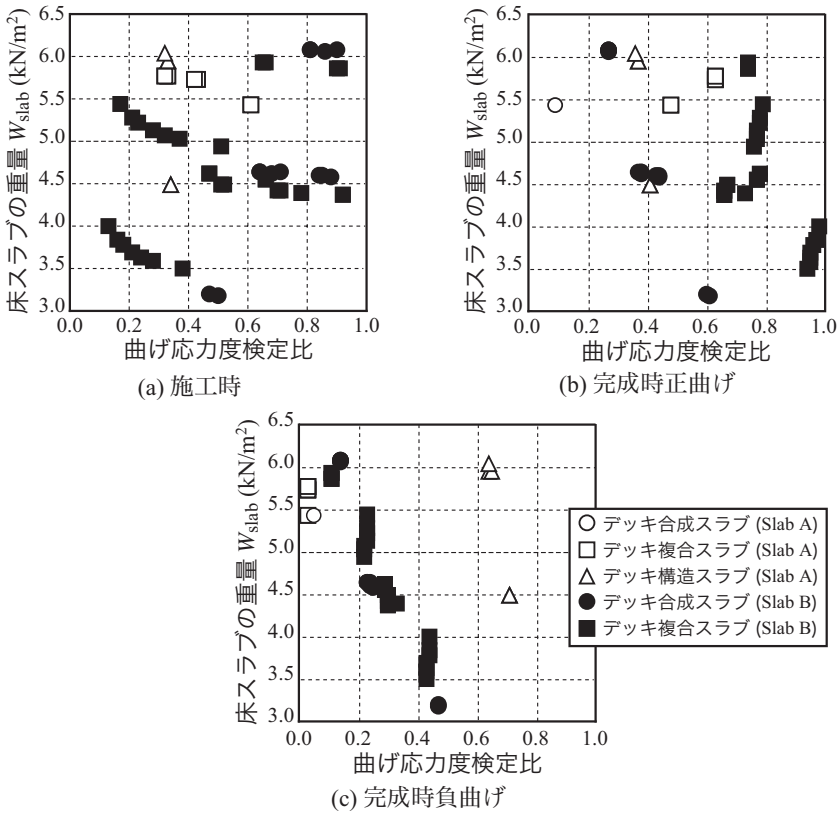 床スラブの重量 Wslab (kN/m2)
6.5
6.0
5.5
5.0
4.5
4.0
3.5
3.0
0.0 0.2 0.4 0.6 0.8 1.0
曲げ応力度検定比
(a) 施工時
床スラブの重量 Wslab (kN/m2)
6.5
6.0
5.5
5.0
4.5
4.0
3.5
3.0
0.0 0.2 0.4 0.6 0.8 1.0
曲げ応力度検定比
(b) 完成時正曲げ
床スラブの重量 Wslab (kN/m2)
6.5
6.0
5.5
5.0
4.5
4.0
3.5
3.0
0.0 0.2 0.4 0.6 0.8 1.0
曲げ応力度検定比
(c) 完成時負曲げ
デッキ合成スラブ (Slab A)
デッキ複合スラブ (Slab A)
デッキ構造スラブ (Slab A)
デッキ合成スラブ (Slab B)
デッキ複合スラブ (Slab B)